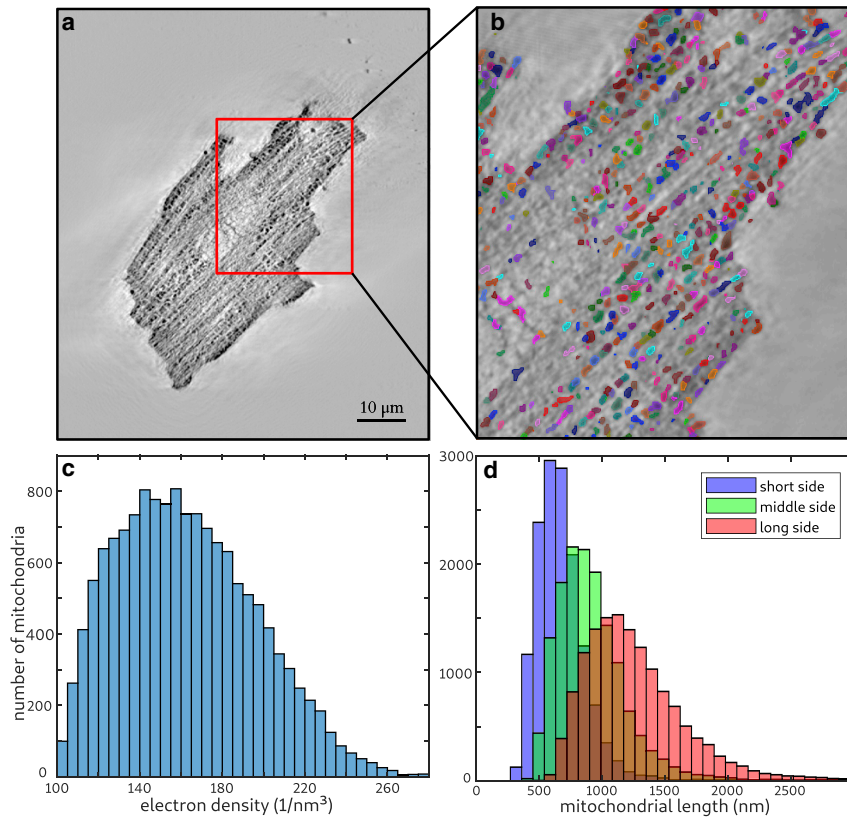 a
10 μm
b
c
number of mitochondria
800
600
400
200
0
100
140
180
220
260
electron density (1/nm³)
d
3000
2000
1000
0
short side
middle side
long side
0
500
1000
1500
2000
2500
mitochondrial length (nm)